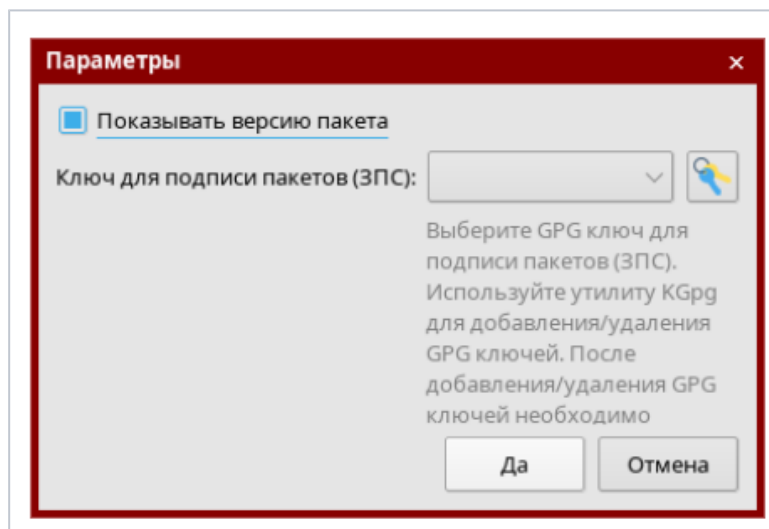 Параметры
Показывать версию пакета
Ключ для подписи пакетов (ЗПС):
Выберите GPG ключ для
подписи пакетов (ЗПС).
Используйте утилиту KGpg
для добавления/удаления
GPG ключей. После
добавления/удаления GPG
ключей необходимо
Да Отмена